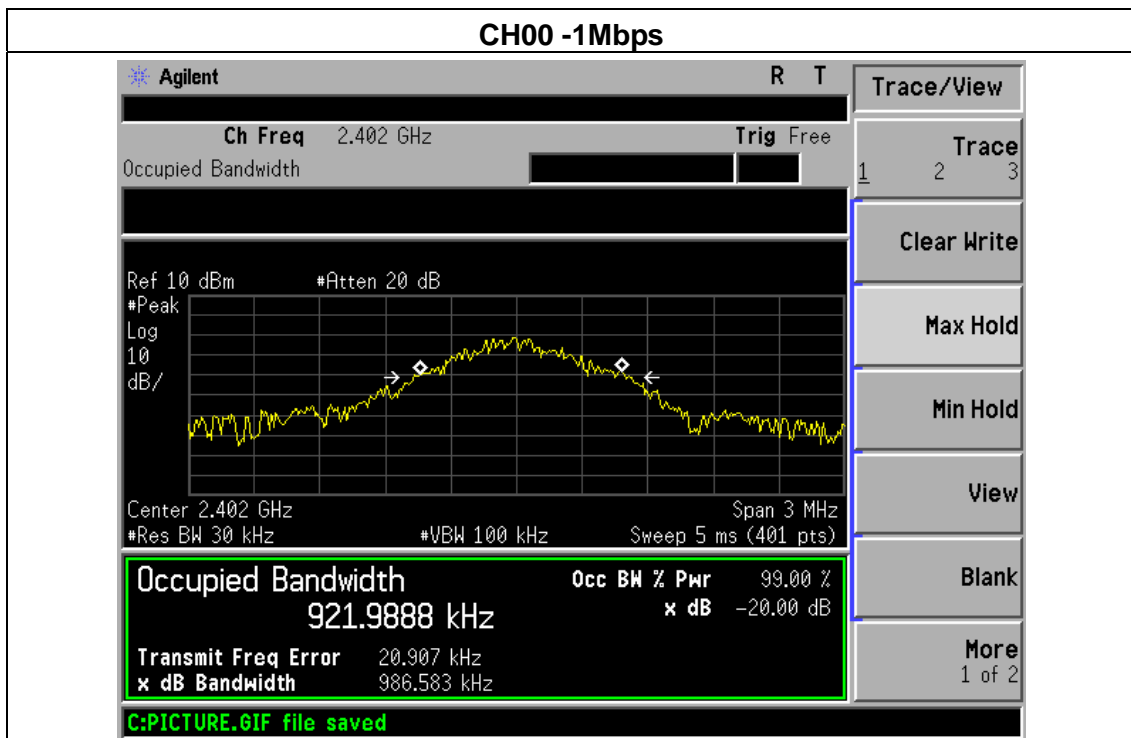 CH00 -1Mbps
Agilent R T
Ch Freq 2.402 GHz Trig Free
Occupied Bandwidth
Ref 10 dBm #Atten 20 dB
#Peak
Log
10
dB/
Center 2.402 GHz Span 3 MHz
#Res BW 30 kHz #VBW 100 kHz Sweep 5 ms (401 pts)
Occupied Bandwidth Occ BW % Pwr 99.00 %
921.9888 kHz x dB -20.00 dB
Transmit Freq Error 20.907 kHz
x dB Bandwidth 986.583 kHz
C:PICTURE.GIF file saved
Trace/View
Trace
1 2 3
Clear Write
Max Hold
Min Hold
View
Blank
More
1 of 2